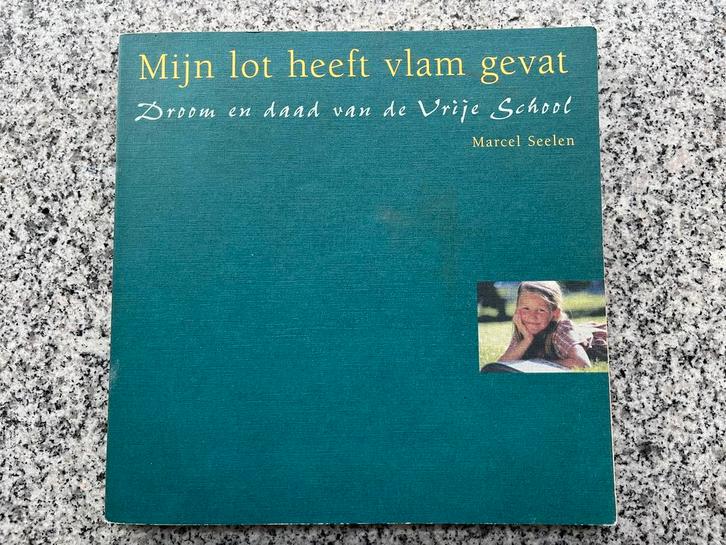 Mijn lot heeft vlam gevat
Droom en daad van de Vrije School
Marcel Seelen